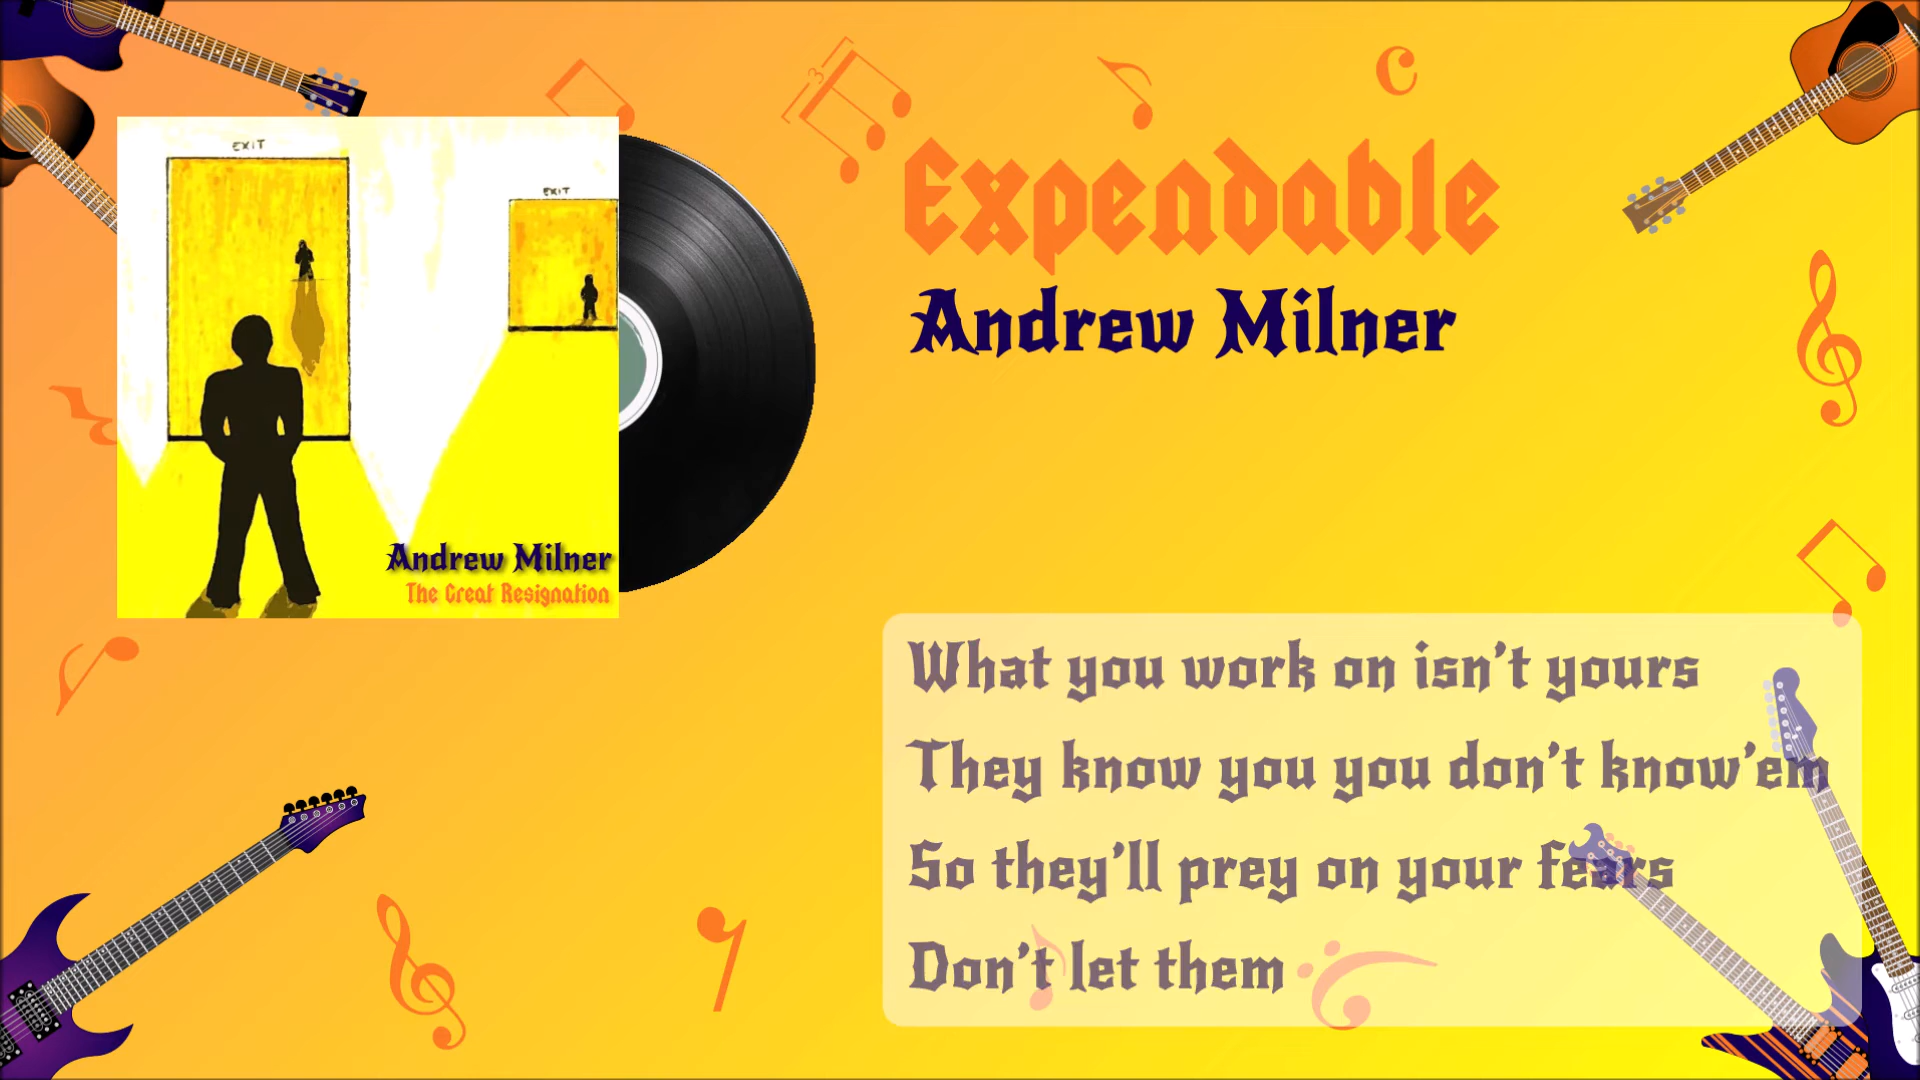 EXIT
EXIT
Andrew Milner
The Great Resignation
Expendable
Andrew Milner
What you work on isn't yours
They know you you don't know'em
So they'll prey on your fears
Don't let them
3